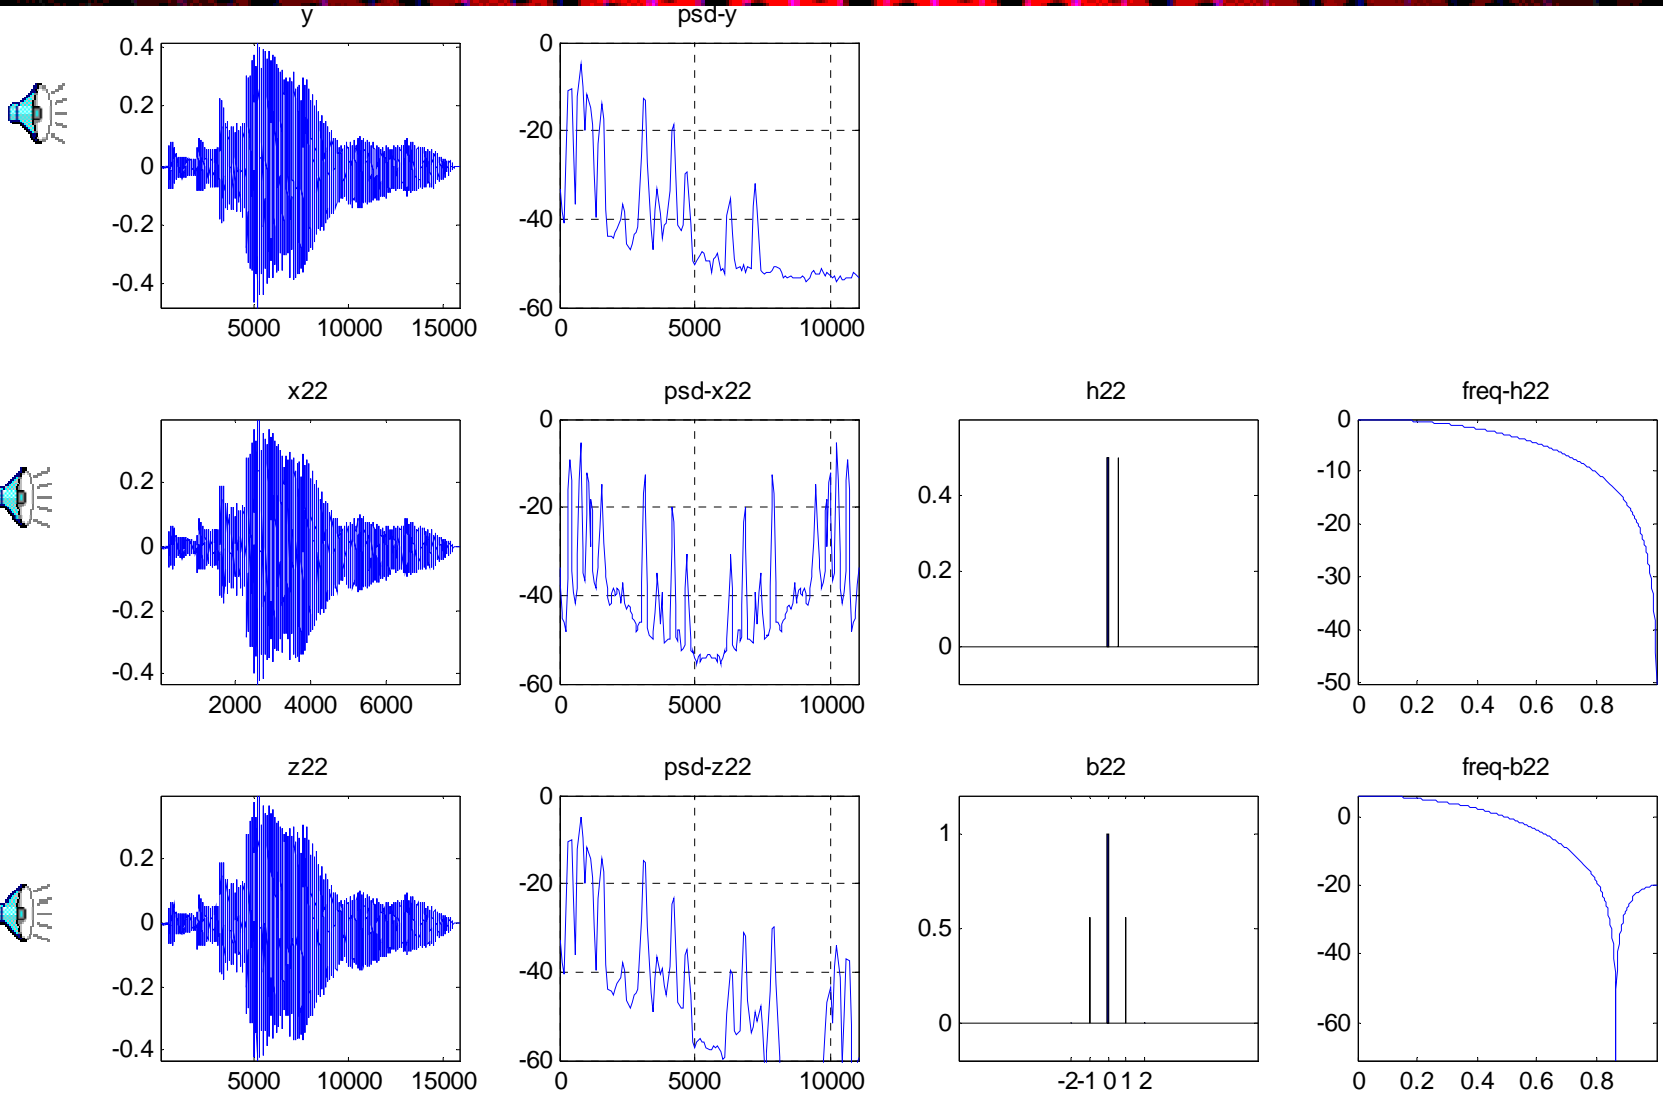 y psd-y
0.4 0.2 0 -0.2 -0.4
5000 10000 15000
0 -20 -40 -60
0 5000 10000
x22 psd-x22 h22 freq-h22
0.2 0 -0.2 -0.4
2000 4000 6000
0 -20 -40 -60
0 5000 10000
0.4 0.2 0
0 -10 -20 -30 -40 -50
0 0.2 0.4 0.6 0.8
z22 psd-z22 b22 freq-b22
0.2 0 -0.2 -0.4
5000 10000 15000
0 -20 -40 -60
0 5000 10000
1 0.5 0
-2-1 0 1 2
0 -20 -40 -60
0 0.2 0.4 0.6 0.8